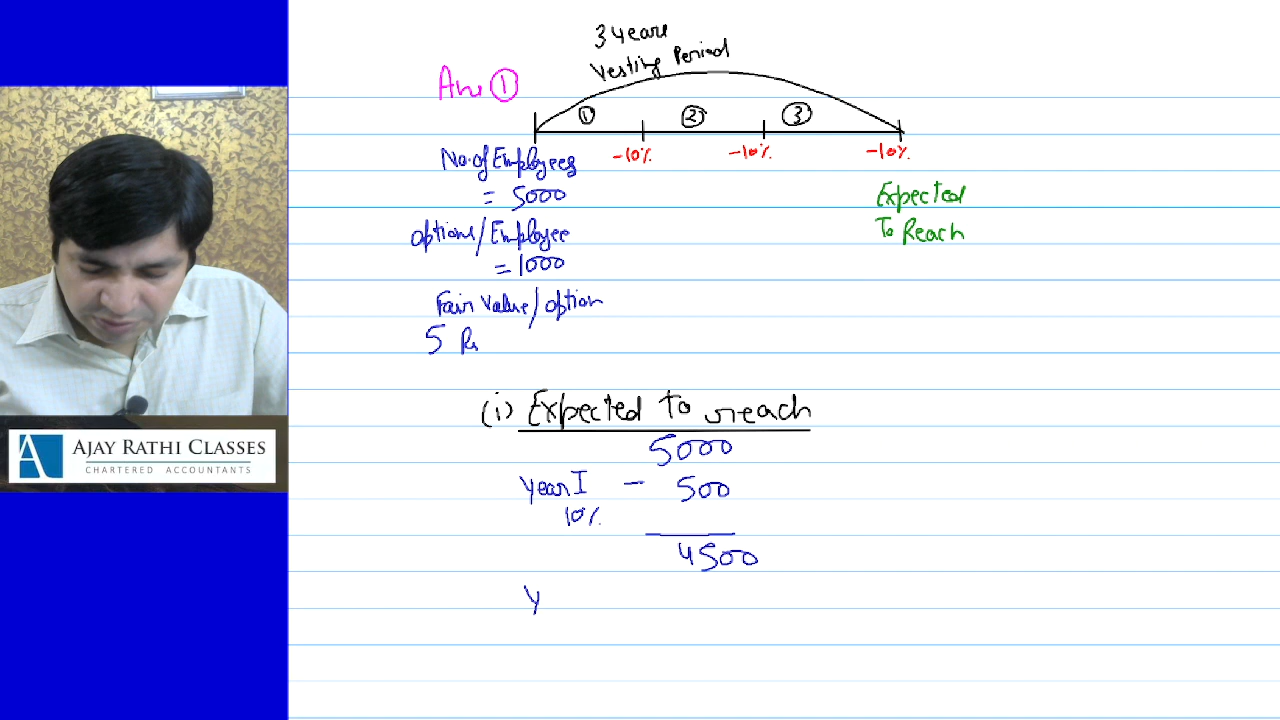 3 Years
Vesting Period
Ans ①
① ② ③
-10% -10% -10%
No. of Employees
= 5000
Options/Employee
= 1000
Fair Value/option
5 Rs
Expected
To Reach
(i) Expected To reach
5000
Year I - 500
10%
4500
Y
AJAY RATHI CLASSES
CHARTERED ACCOUNTANTS